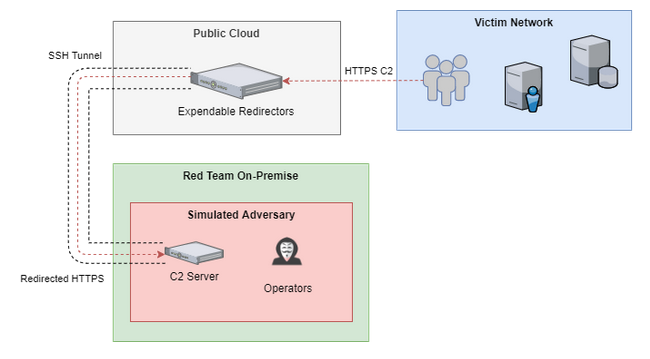 Public Cloud
Victim Network
SSH Tunnel
HTTPS C2
Expendable Redirectors
Red Team On-Premise
Simulated Adversary
C2 Server
Redirected HTTPS
Operators